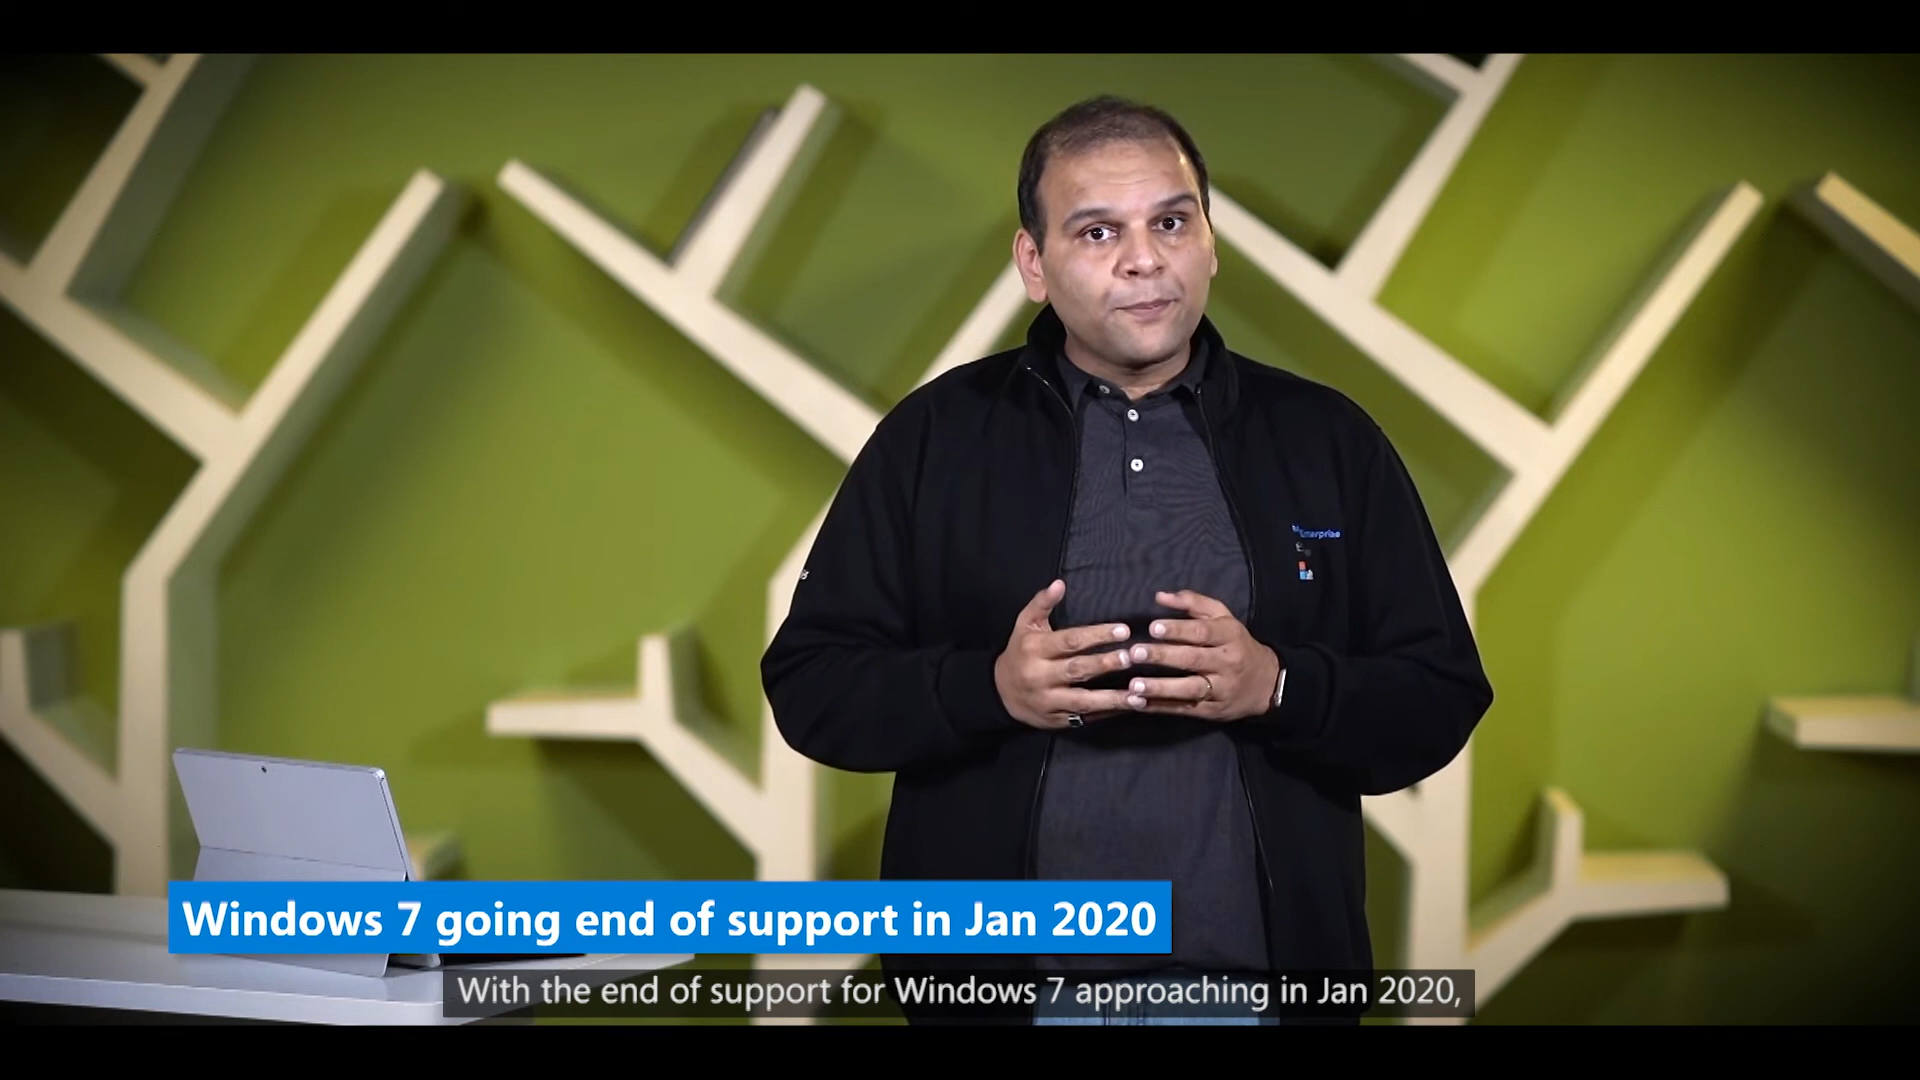 Enterprise
Windows 7 going end of support in Jan 2020
With the end of support for Windows 7 approaching in Jan 2020,